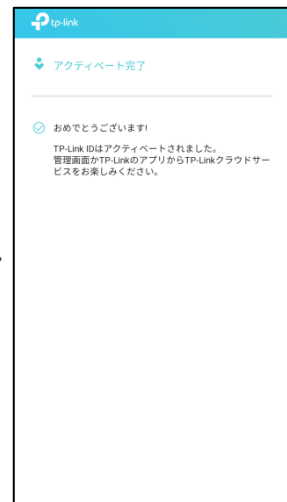 tp-link
アクティベート完了
おめでとうございます!
TP-Link IDはアクティベートされました。
管理画面かTP-LinkのアプリからTP-Linkクラウドサー
ビスをお楽しみください。